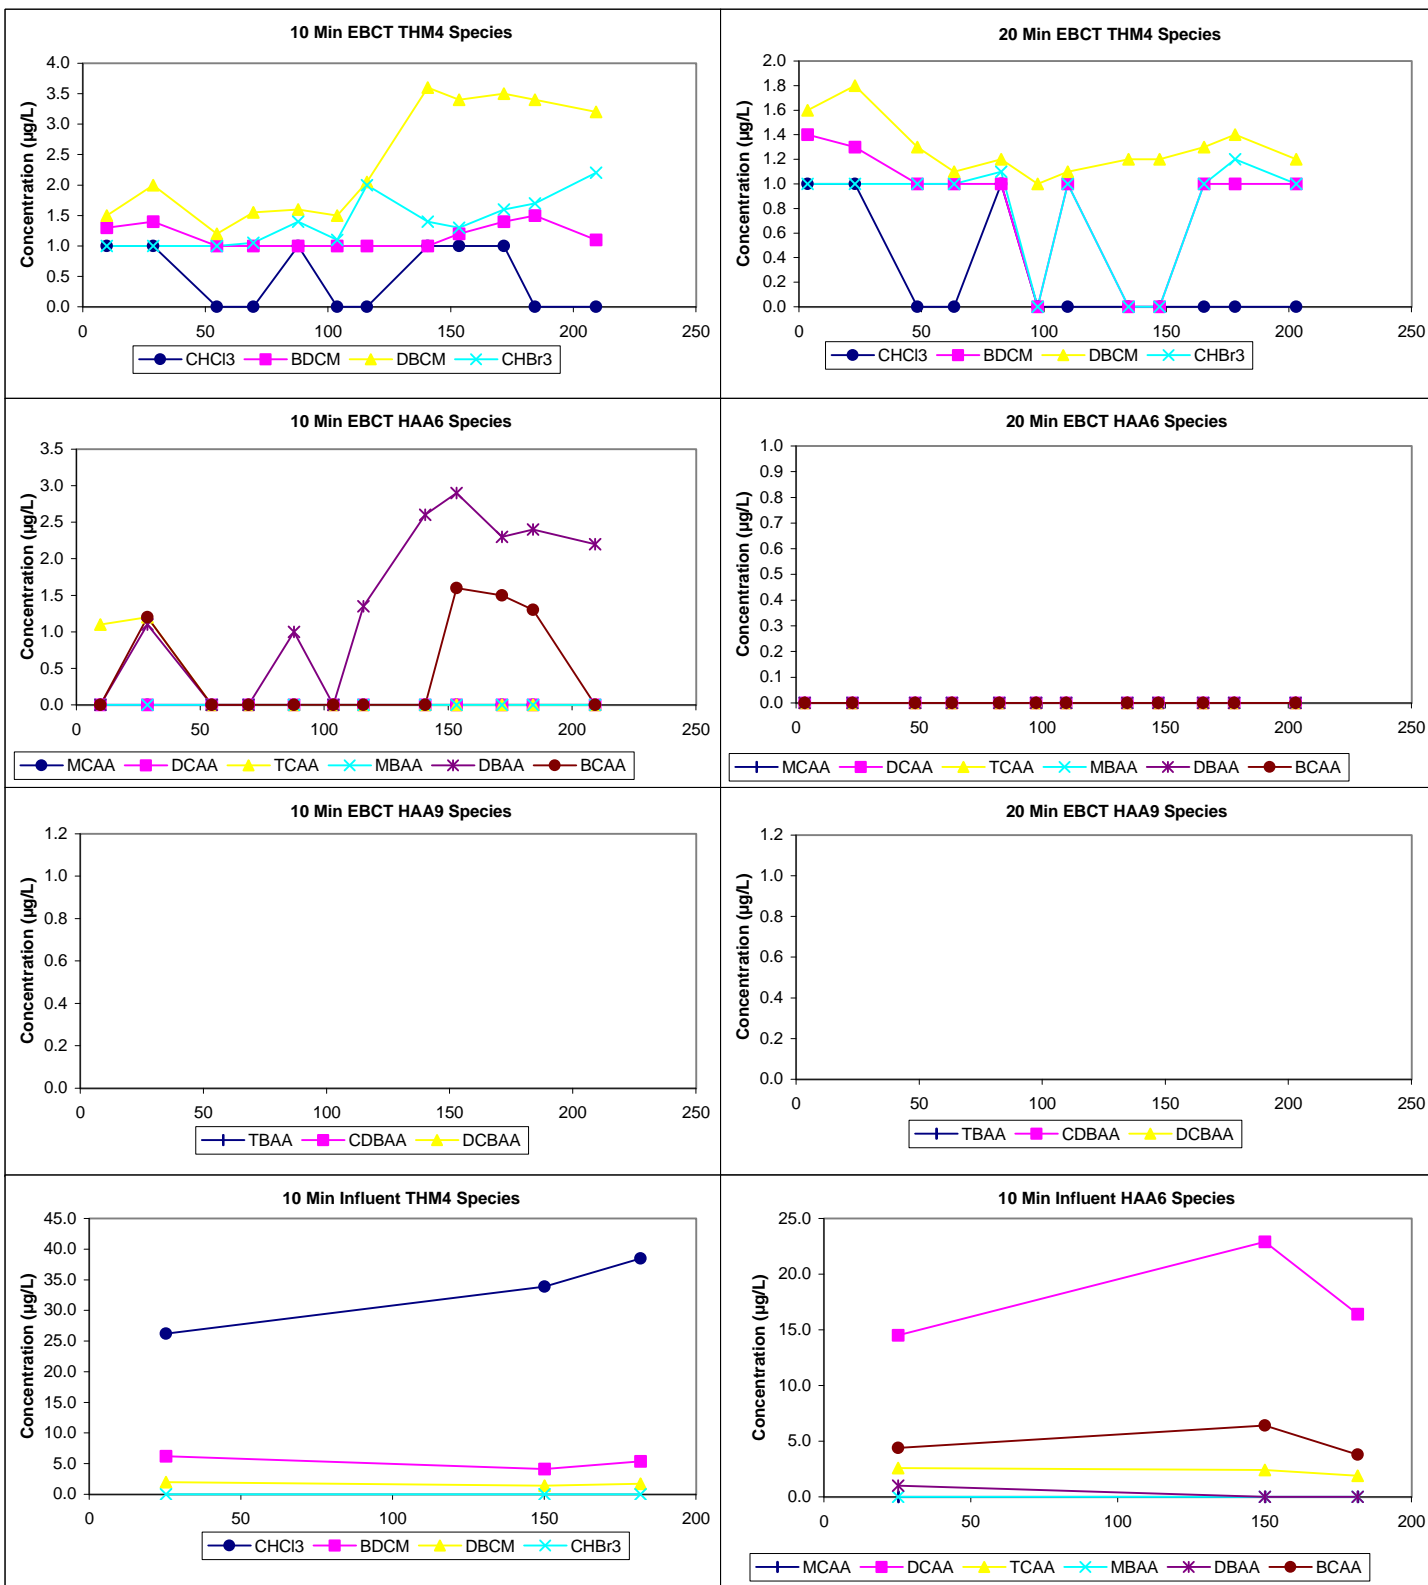 10 Min EBCT THM4 Species
Concentration (µg/L)
4.0
3.5
3.0
2.5
2.0
1.5
1.0
0.5
0.0
0 50 100 150 200 250
CHCl3 BDCM DBCM CHBr3
20 Min EBCT THM4 Species
Concentration (µg/L)
2.0
1.8
1.6
1.4
1.2
1.0
0.8
0.6
0.4
0.2
0.0
0 50 100 150 200 250
CHCl3 BDCM DBCM CHBr3
10 Min EBCT HAA6 Species
Concentration (µg/L)
3.5
3.0
2.5
2.0
1.5
1.0
0.5
0.0
0 50 100 150 200 250
MCAA DCAA TCAA MBAA DBAA BCAA
20 Min EBCT HAA6 Species
Concentration (µg/L)
1.0
0.9
0.8
0.7
0.6
0.5
0.4
0.3
0.2
0.1
0.0
0 50 100 150 200 250
MCAA DCAA TCAA MBAA DBAA BCAA
10 Min EBCT HAA9 Species
Concentration (µg/L)
1.2
1.0
0.8
0.6
0.4
0.2
0.0
0 50 100 150 200 250
TBAA CDBAA DCBAA
20 Min EBCT HAA9 Species
Concentration (µg/L)
1.2
1.0
0.8
0.6
0.4
0.2
0.0
0 50 100 150 200 250
TBAA CDBAA DCBAA
10 Min Influent THM4 Species
Concentration (µg/L)
45.0
40.0
35.0
30.0
25.0
20.0
15.0
10.0
5.0
0.0
0 50 100 150 200
CHCl3 BDCM DBCM CHBr3
10 Min Influent HAA6 Species
Concentration (µg/L)
25.0
20.0
15.0
10.0
5.0
0.0
0 50 100 150 200
MCAA DCAA TCAA MBAA DBAA BCAA